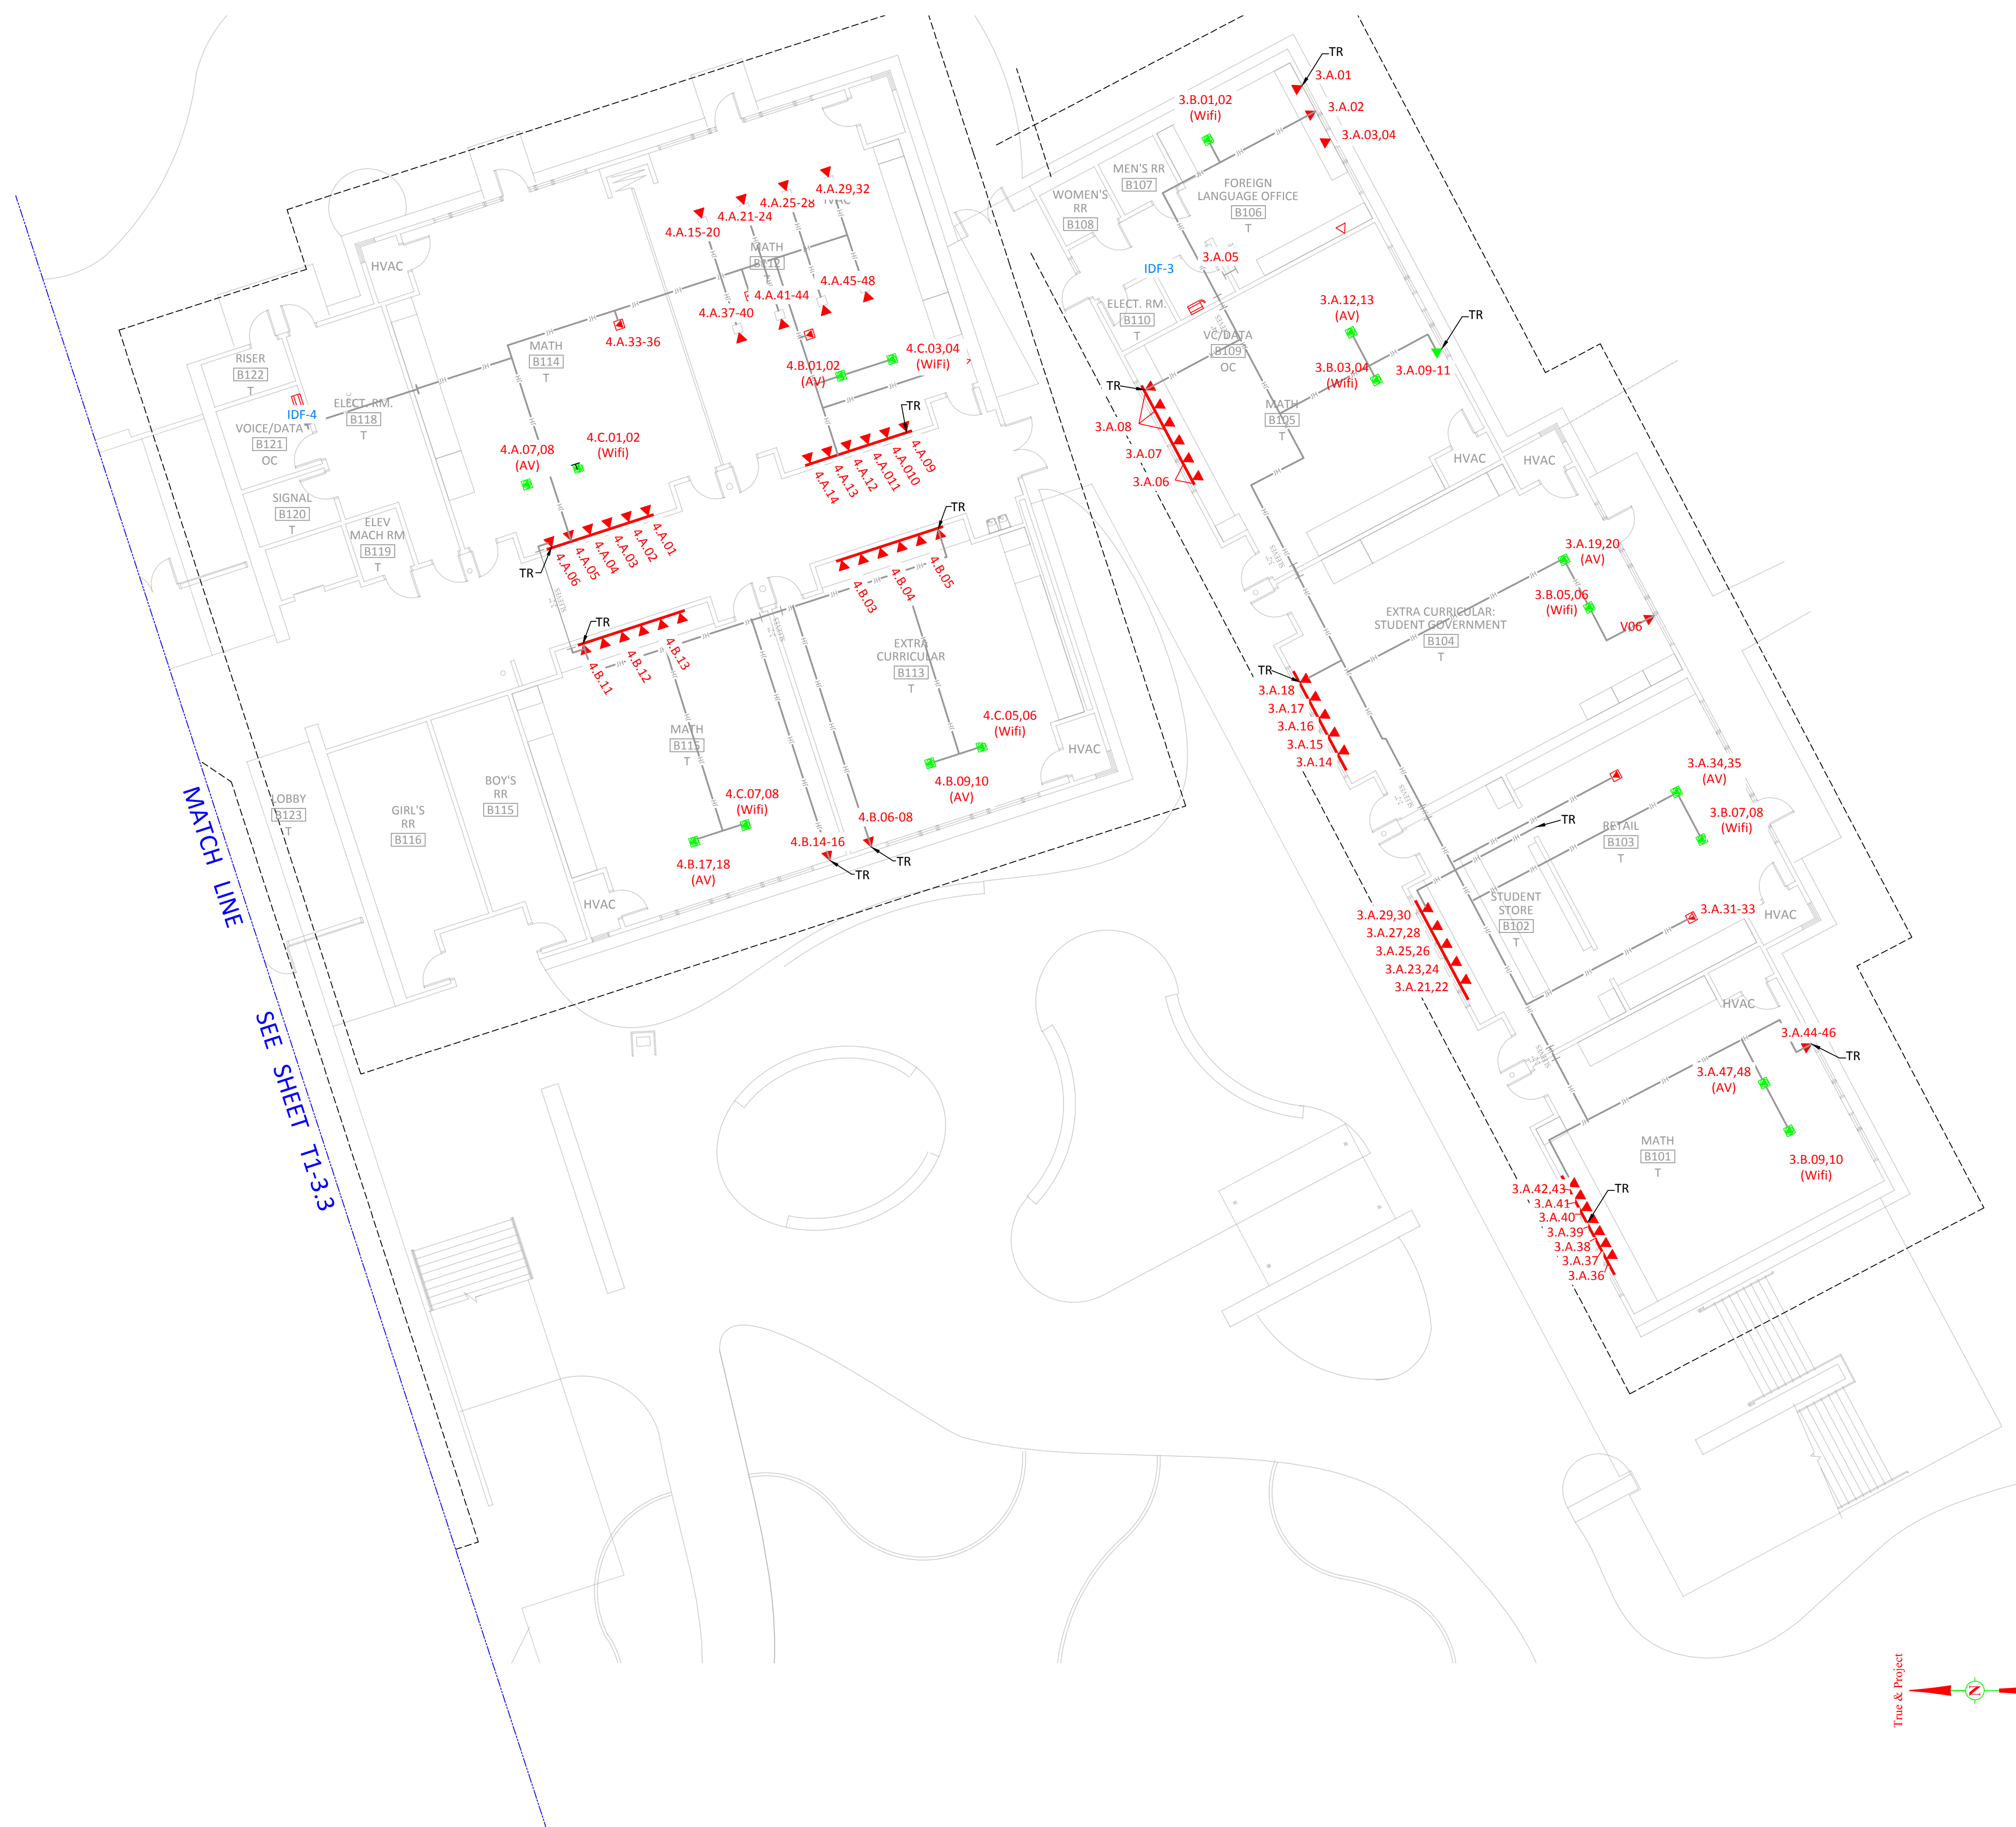 TR
3.A.01
3.A.02
3.A.03,04
3.B.01,02
(Wifi)
MEN'S RR
B107
WOMEN'S
RR
B108
FOREIGN
LANGUAGE OFFICE
B106
T
3.A.05
IDF-3
ELECT. RM.
B110
T
VC/DATA
B109
OC
3.A.12,13
(AV)
TR
3.B.03,04
(Wifi)
3.A.09-11
MATH
B105
T
TR
3.A.08
3.A.07
3.A.06
HVAC
HVAC
3.A.19,20
(AV)
3.B.05,06
(Wifi)
V06
EXTRA CURRICULAR:
STUDENT GOVERNMENT
B104
T
TR
3.A.18
3.A.17
3.A.16
3.A.15
3.A.14
3.A.34,35
(AV)
3.B.07,08
(Wifi)
TR
RETAIL
B103
T
STUDENT
STORE
B102
T
3.A.29,30
3.A.27,28
3.A.25,26
3.A.23,24
3.A.21,22
3.A.31-33
HVAC
HVAC
3.A.44-46
TR
3.A.47,48
(AV)
3.B.09,10
(Wifi)
MATH
B101
T
TR
3.A.42,43
3.A.41
3.A.40
3.A.39
3.A.38
3.A.37
3.A.36
HVAC
4.A.29,32
4.A.25-28
4.A.21-24
4.A.15-20
MATH
B112
4.A.45-48
4.A.41-44
4.A.37-40
4.A.33-36
4.B.01,02
(AV)
4.C.03,04
(WiFi)
MATH
B114
T
RISER
B122
T
IDF-4
VOICE/DATA
B121
OC
ELECT. RM.
B118
T
SIGNAL
B120
T
ELEV
MACH RM
B119
T
4.A.07,08
(AV)
4.C.01,02
(Wifi)
TR
4.A.14
4.A.13
4.A.12
4.A.011
4.A.010
4.A.09
TR
4.A.06
4.A.05
4.A.04
4.A.03
4.A.02
4.A.01
TR
4.B.03
4.B.04
4.B.05
TR
4.B.11
4.B.12
4.B.13
EXTRA
CURRICULAR
B113
T
MATH
B115
T
4.C.05,06
(Wifi)
4.B.09,10
(AV)
HVAC
4.C.07,08
(Wifi)
4.B.17,18
(AV)
4.B.14-16
TR
4.B.06-08
TR
LOBBY
B123
T
GIRL'S
RR
B116
BOY'S
RR
B115
HVAC
MATCH LINE
SEE SHEET T1-3.3
True & Project
N